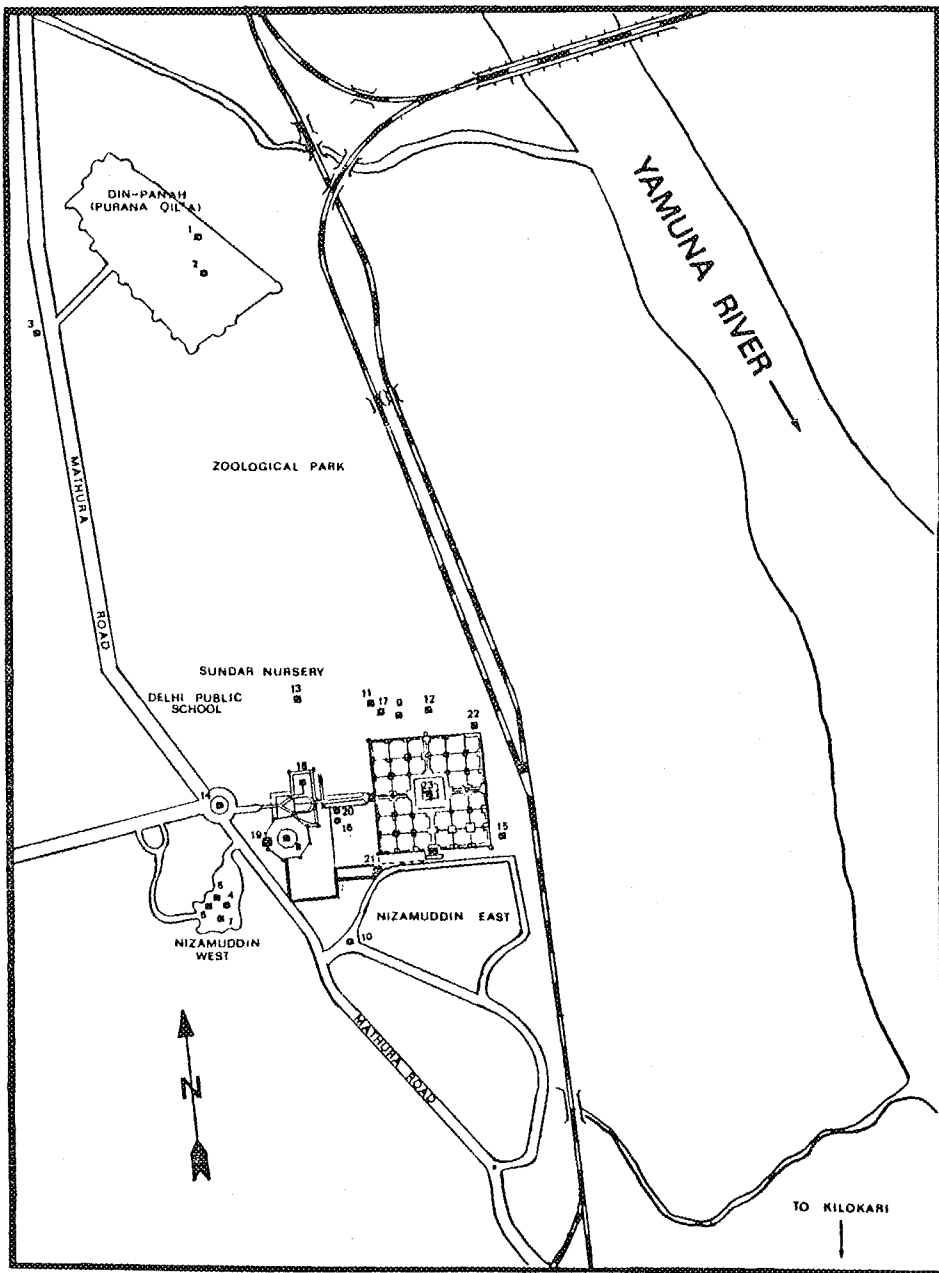 DIN-PANAH
(PURANA QIL'A)
1
2
3
YAMUNA RIVER
ZOOLOGICAL PARK
MATHURA
ROAD
SUNDAR NURSERY
13
DELHI PUBLIC
SCHOOL
11
17
12
22
18
14
23
20
16
19
15
21
6
4
5
7
NIZAMUDDIN
WEST
NIZAMUDDIN EAST
10
MATHURA ROAD
N
TO KILOKARI